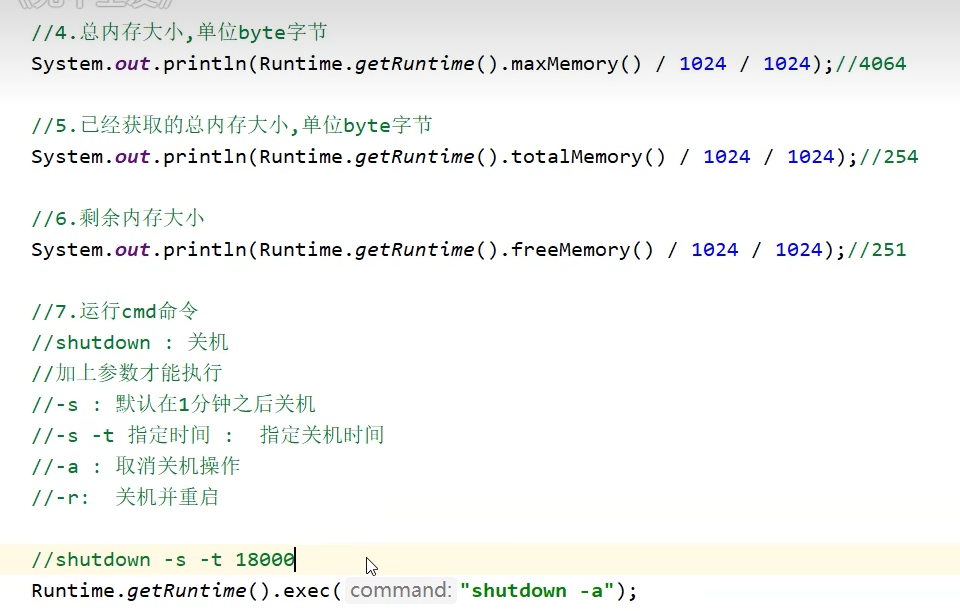 //4.总内存大小,单位byte字节
System.out.println(Runtime.getRuntime().maxMemory() / 1024 / 1024);//4064
//5.已经获取的总内存大小,单位byte字节
System.out.println(Runtime.getRuntime().totalMemory() / 1024 / 1024);//254
//6.剩余内存大小
System.out.println(Runtime.getRuntime().freeMemory() / 1024 / 1024);//251
//7.运行cmd命令
//shutdown : 关机
//加上参数才能执行
//-s : 默认在1分钟之后关机
//-s -t 指定时间 :  指定关机时间
//-a : 取消关机操作
//-r:  关机并重启
//shutdown -s -t 18000
Runtime.getRuntime().exec( command: "shutdown -a");